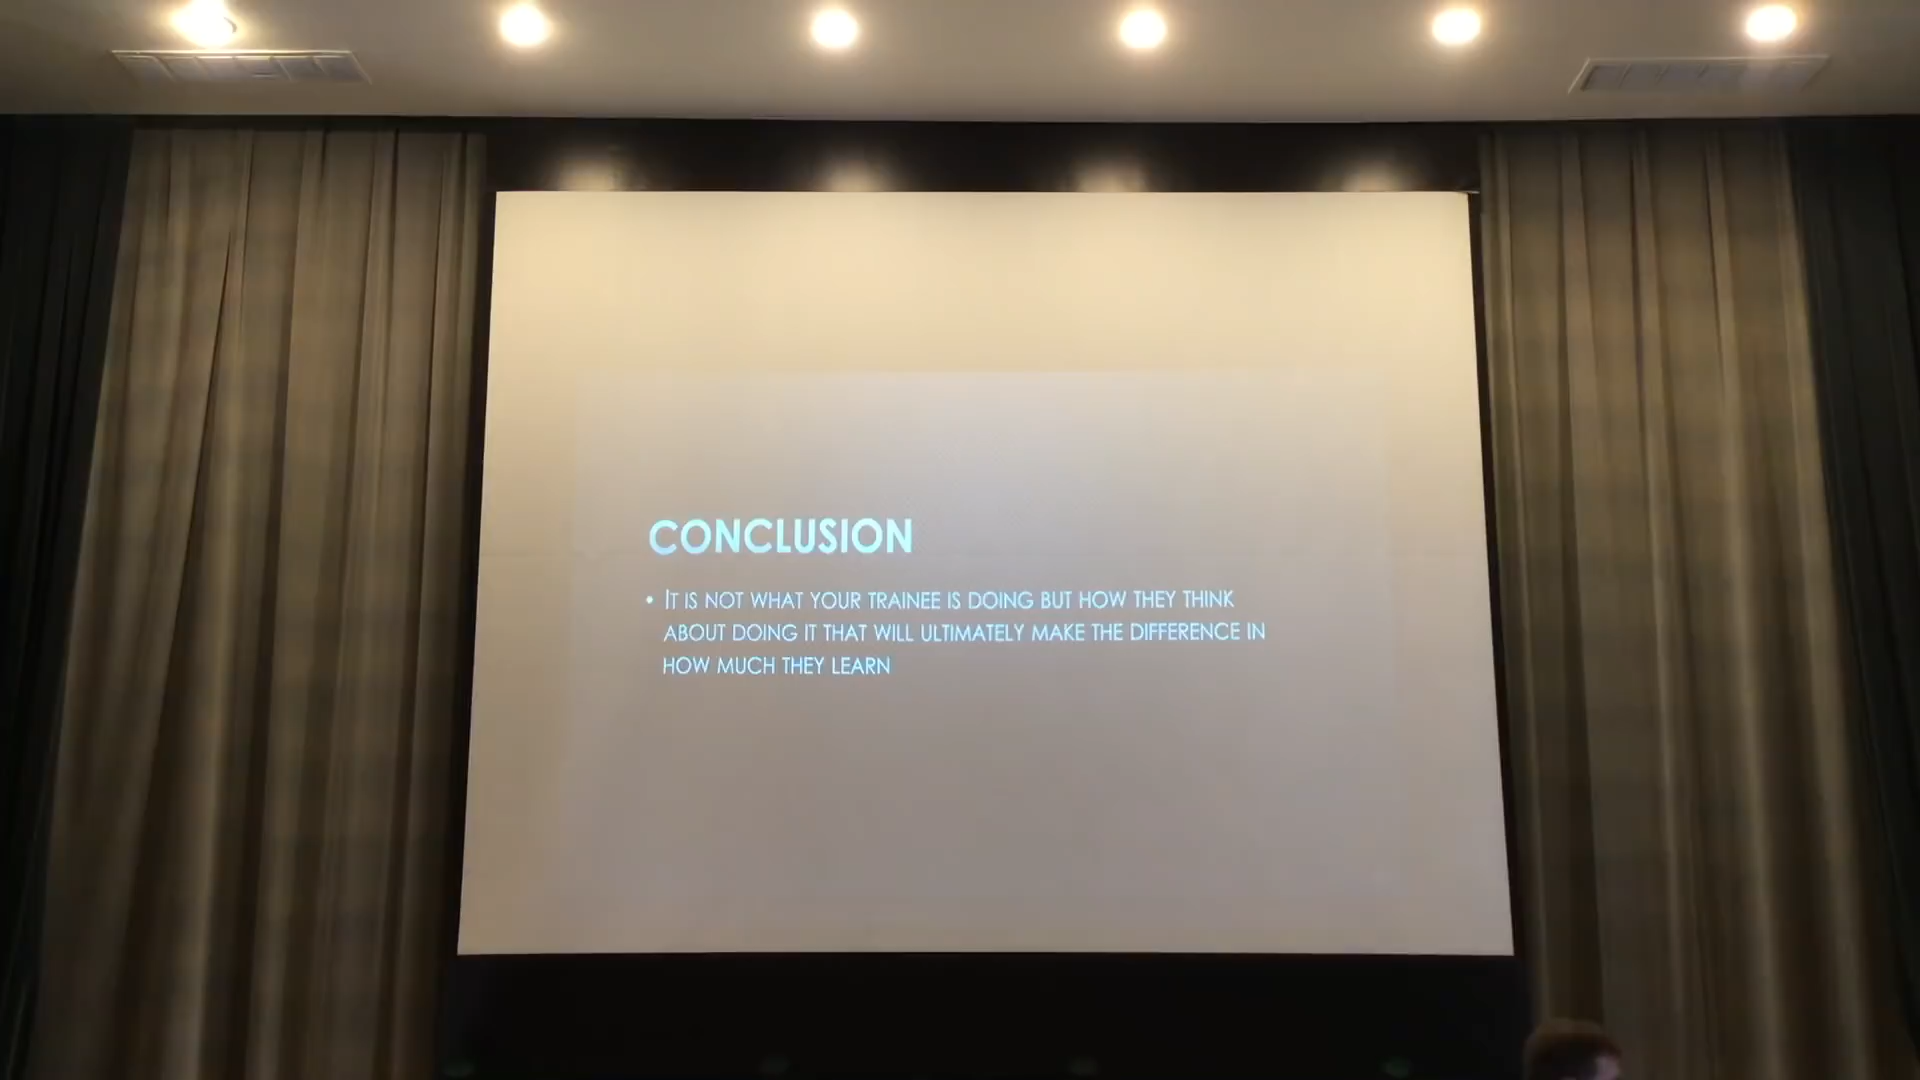 CONCLUSION
• IT IS NOT WHAT YOUR TRAINEE IS DOING BUT HOW THEY THINK
ABOUT DOING IT THAT WILL ULTIMATELY MAKE THE DIFFERENCE IN
HOW MUCH THEY LEARN